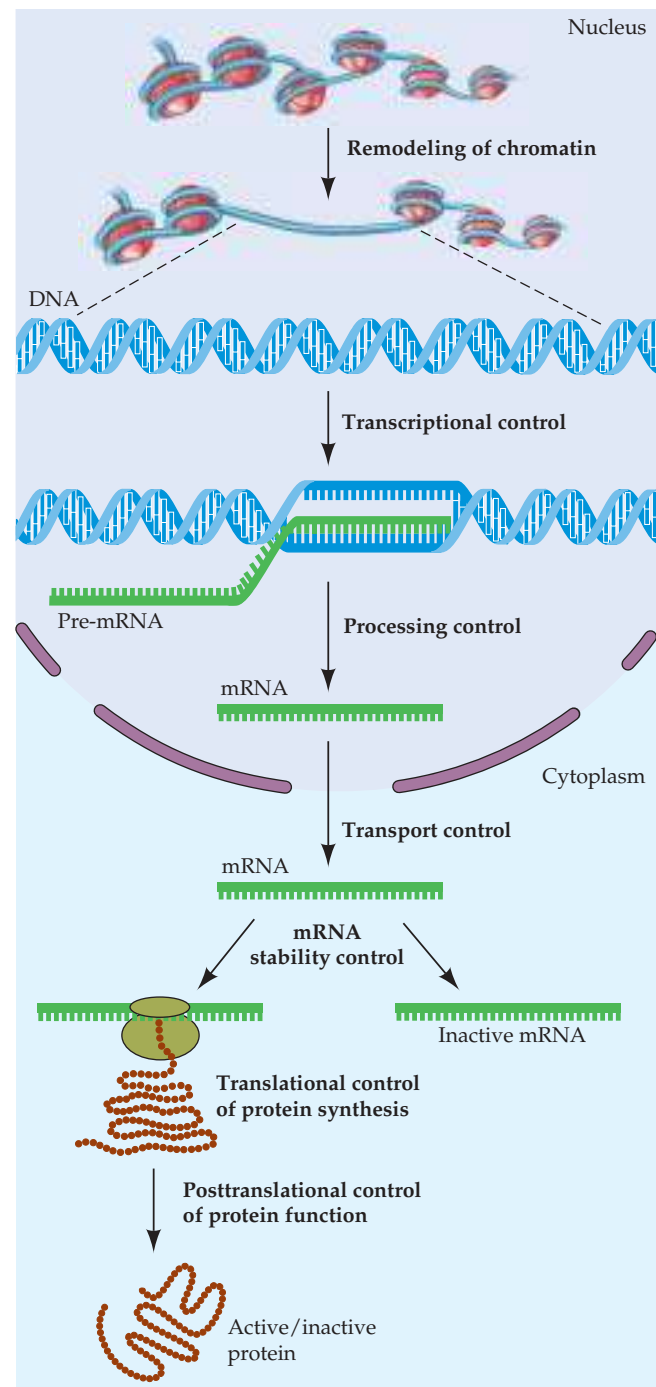 Nucleus
Remodeling of chromatin
DNA
Transcriptional control
Pre-mRNA
Processing control
mRNA
Cytoplasm
Transport control
mRNA
mRNA
stability control
Inactive mRNA
Translational control
of protein synthesis
Posttranslational control
of protein function
Active/inactive
protein